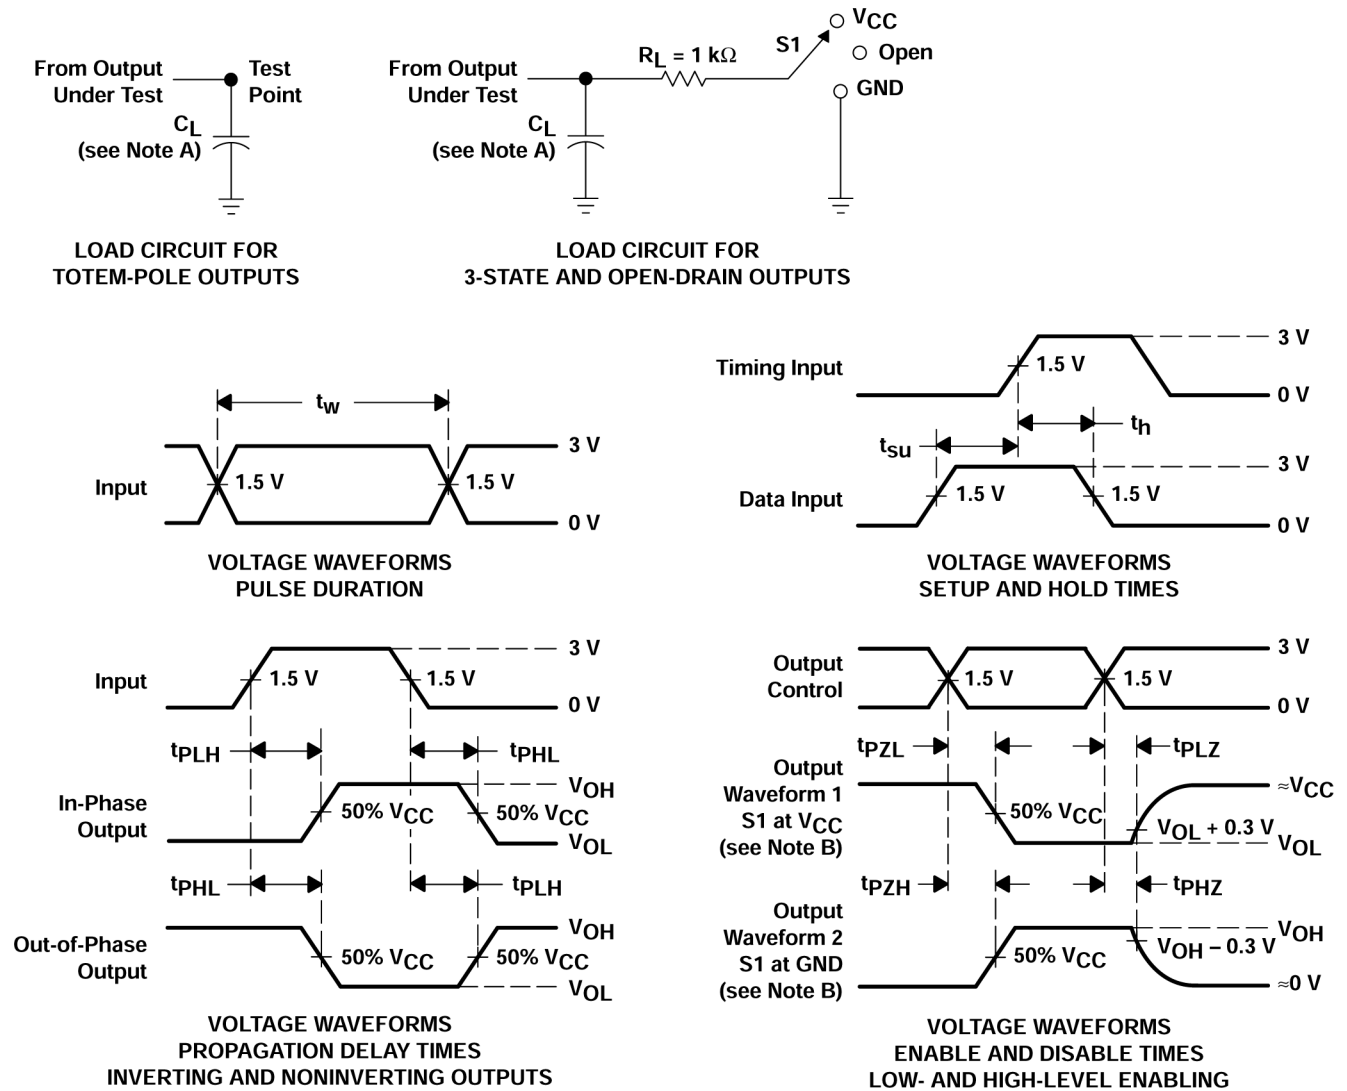 From Output
Under Test
Test
Point
CL
(see Note A)
LOAD CIRCUIT FOR
TOTEM-POLE OUTPUTS
From Output
Under Test
RL = 1 kΩ
S1
VCC
Open
GND
CL
(see Note A)
LOAD CIRCUIT FOR
3-STATE AND OPEN-DRAIN OUTPUTS
tw
Input
1.5 V
1.5 V
3 V
0 V
VOLTAGE WAVEFORMS
PULSE DURATION
Timing Input
1.5 V
3 V
0 V
th
tsu
Data Input
1.5 V
1.5 V
3 V
0 V
VOLTAGE WAVEFORMS
SETUP AND HOLD TIMES
Input
1.5 V
1.5 V
3 V
0 V
tPLH
tPHL
In-Phase
Output
50% VCC
50% VCC
VOH
VOL
tPHL
tPLH
Out-of-Phase
Output
50% VCC
50% VCC
VOH
VOL
VOLTAGE WAVEFORMS
PROPAGATION DELAY TIMES
INVERTING AND NONINVERTING OUTPUTS
Output
Control
1.5 V
1.5 V
3 V
0 V
tPZL
tPLZ
Output
Waveform 1
S1 at VCC
(see Note B)
50% VCC
VOL + 0.3 V
≈VCC
VOL
tPZH
tPHZ
Output
Waveform 2
S1 at GND
(see Note B)
50% VCC
VOH − 0.3 V
VOH
≈0 V
VOLTAGE WAVEFORMS
ENABLE AND DISABLE TIMES
LOW- AND HIGH-LEVEL ENABLING